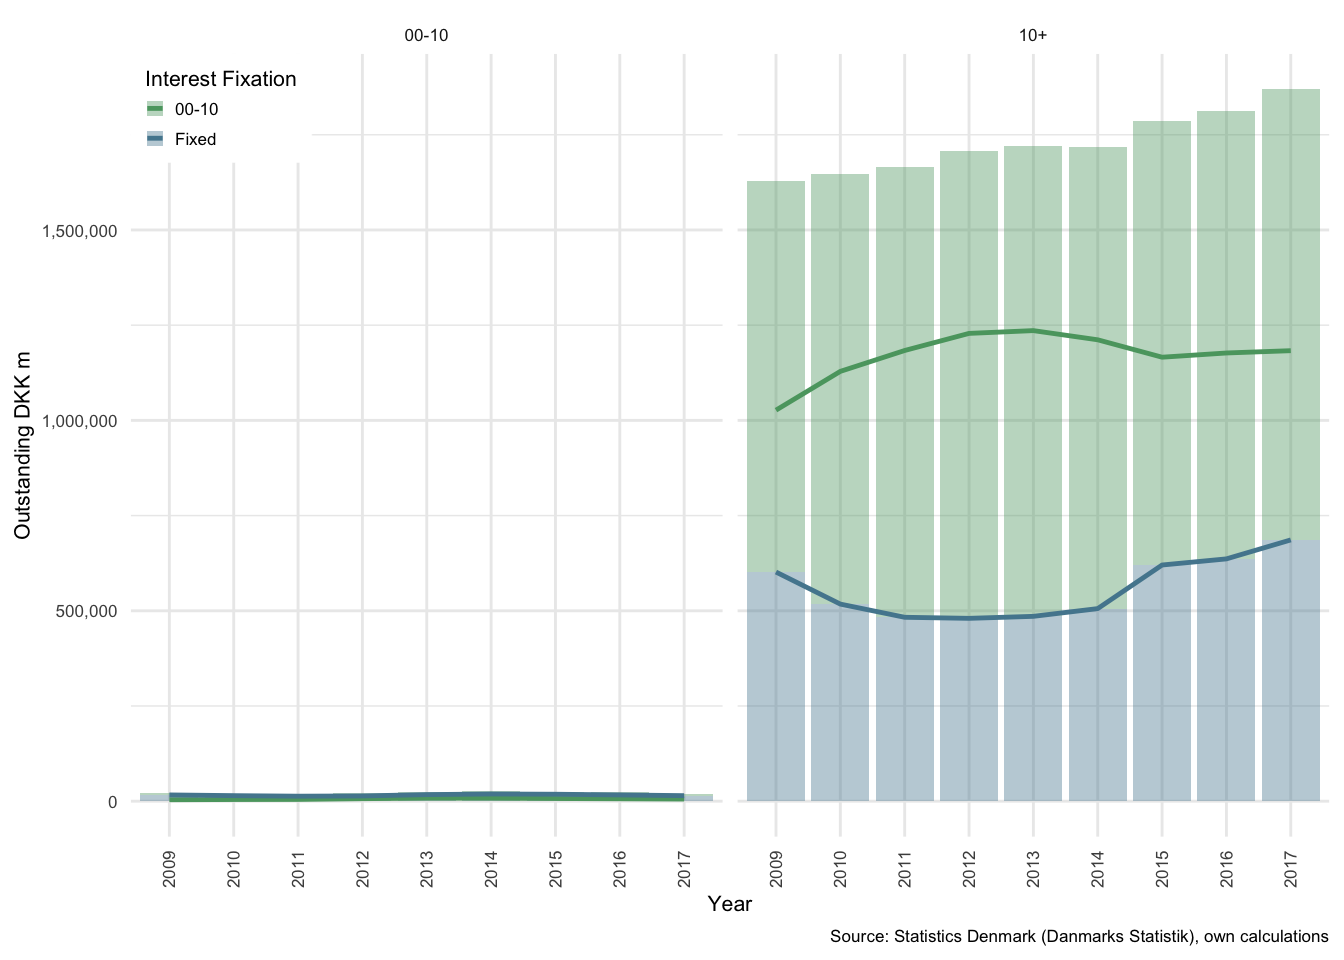 00-10
10+
Interest Fixation
00-10
Fixed
Outstanding DKK m
1,500,000
1,000,000
500,000
0
2009 2010 2011 2012 2013 2014 2015 2016 2017
2009 2010 2011 2012 2013 2014 2015 2016 2017
Year
Source: Statistics Denmark (Danmarks Statistik), own calculations